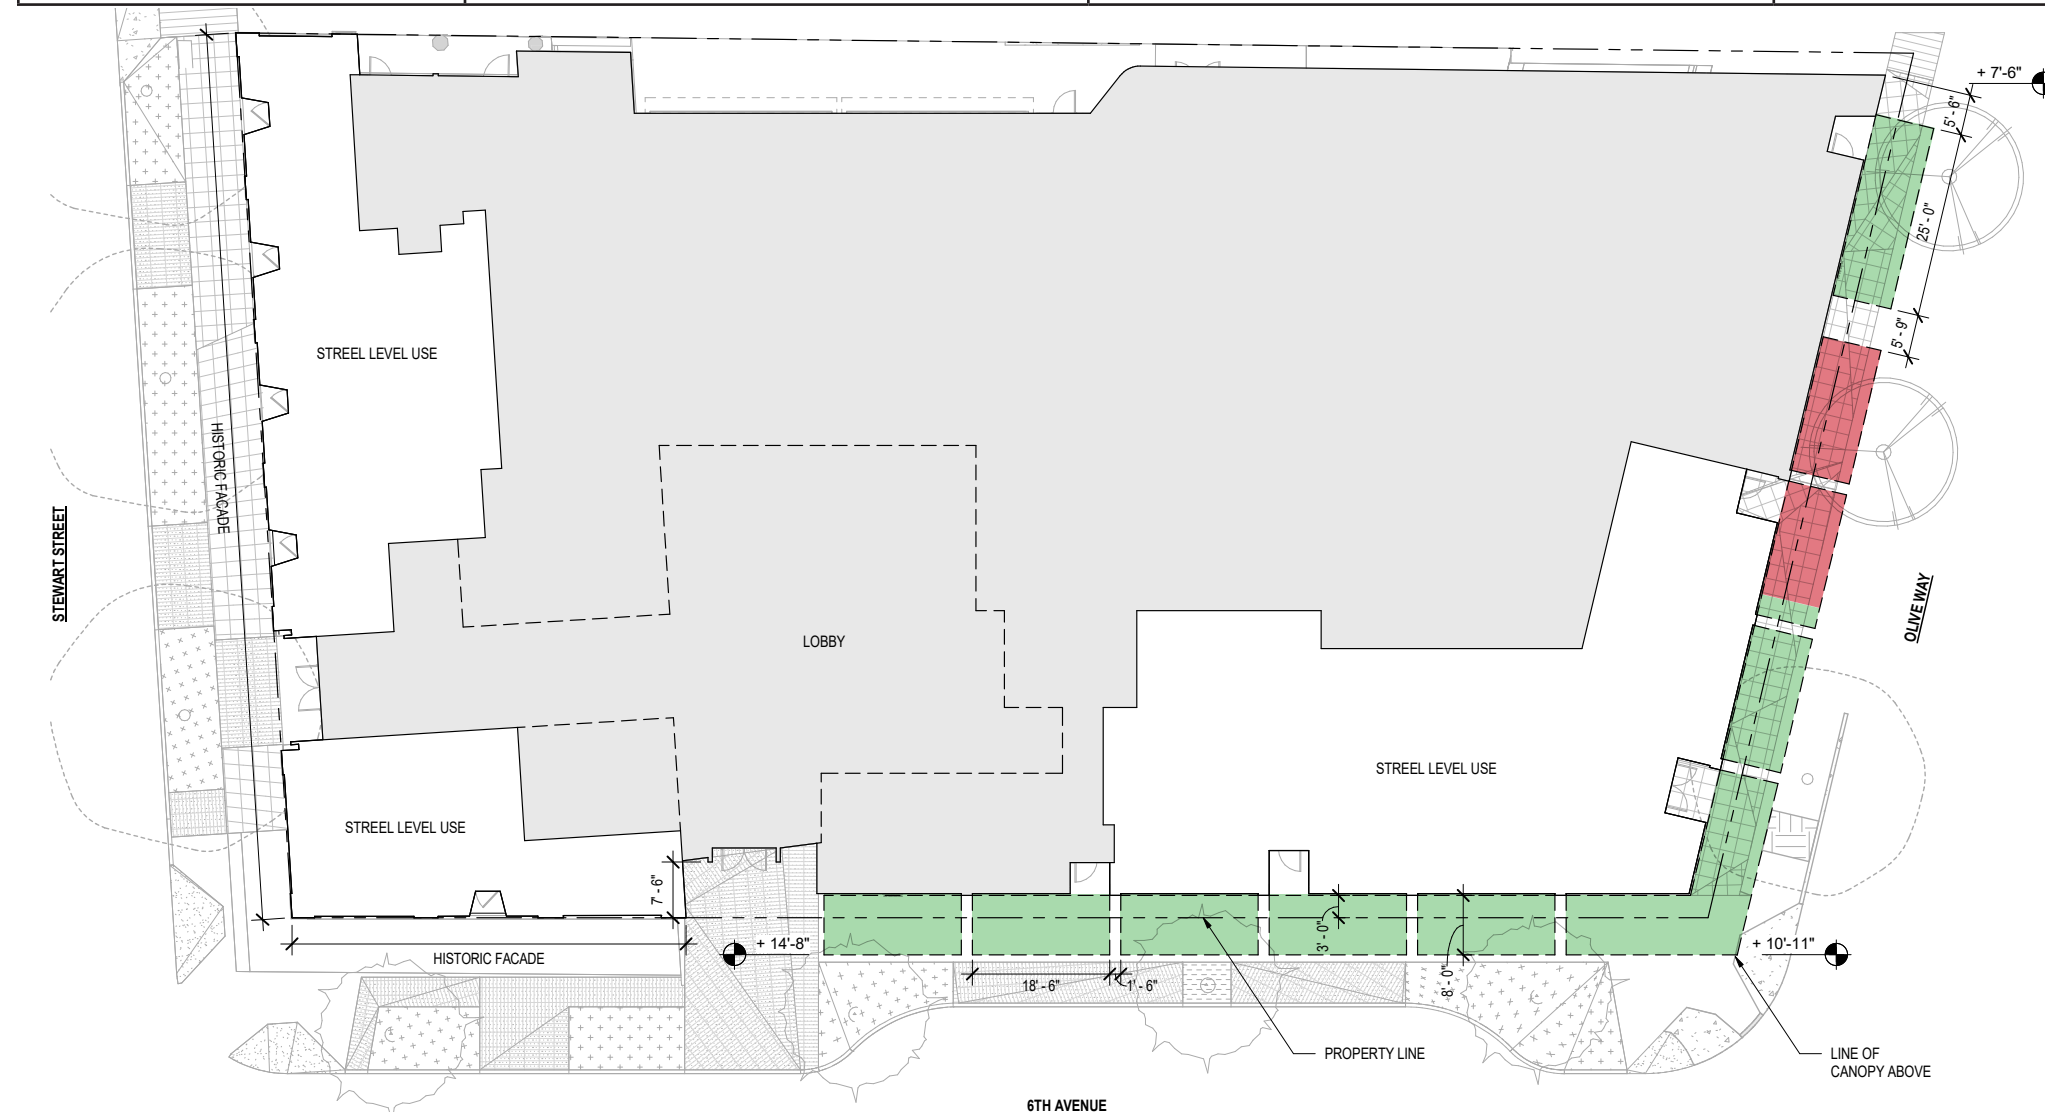 + 7'-6"
5' - 6"
25' - 0"
5' - 9"
STREEL LEVEL USE
HISTORIC FACADE
STEWART STREET
OLIVE WAY
LOBBY
STREEL LEVEL USE
STREEL LEVEL USE
7' - 6"
+ 14'-8"
3' - 0"
+ 10'-11"
HISTORIC FACADE
18' - 6"
1' - 6"
8' - 0"
PROPERTY LINE
LINE OF
CANOPY ABOVE
6TH AVENUE